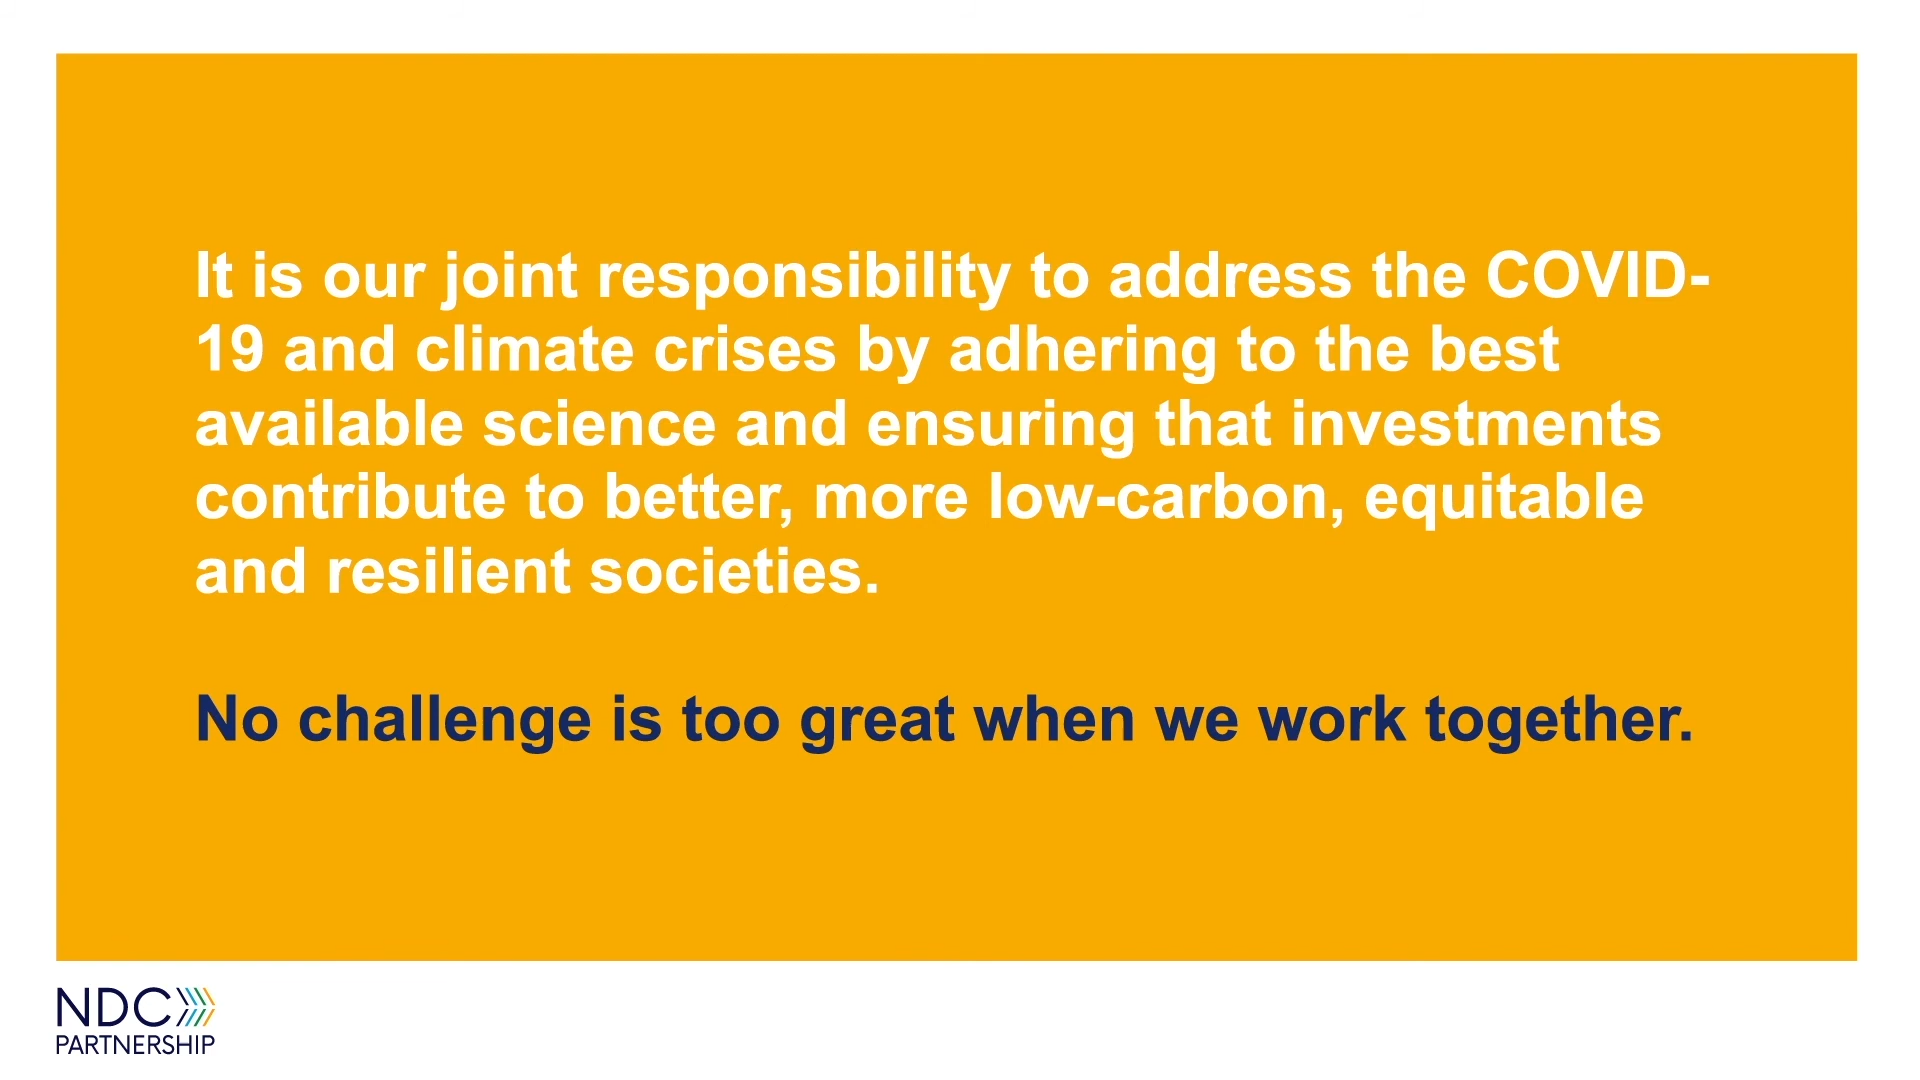 It is our joint responsibility to address the COVID-
19 and climate crises by adhering to the best
available science and ensuring that investments
contribute to better, more low-carbon, equitable
and resilient societies.
No challenge is too great when we work together.
NDC
PARTNERSHIP